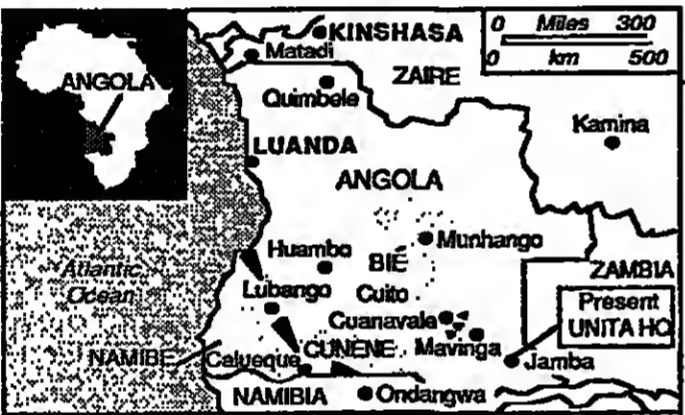 KINSHASA
0 Miles 300
0 km 500
Matadi
ZAIRE
ANGOLA
Quimbele
Kamina
LUANDA
ANGOLA
Munhango
Huambo
BIÉ
Atlantic
Ocean
ZAMBIA
Lubango
Cuito
Cuanavale
Present
UNITA HQ
NAMIBE
Calueque
CUNENE
Mavinga
Jamba
NAMIBIA
Ondangwa